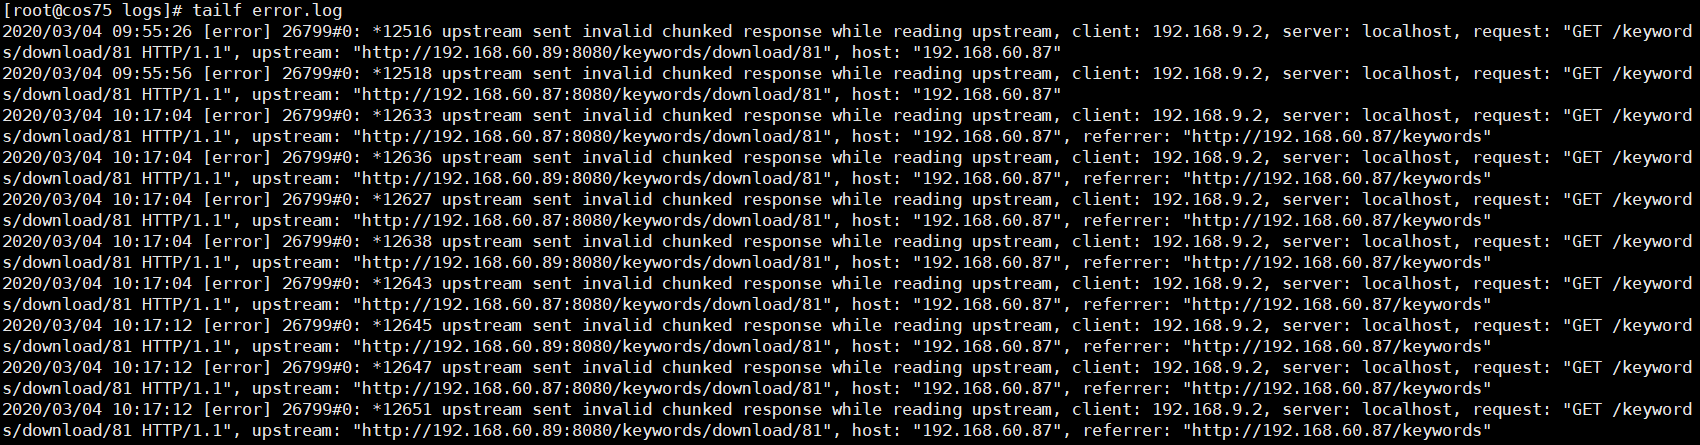 [root@cos75 logs]# tailf error.log
2020/03/04 09:55:26 [error] 26799#0: *12516 upstream sent invalid chunked response while reading upstream, client: 192.168.9.2, server: localhost, request: "GET /keyword
s/download/81 HTTP/1.1", upstream: "http://192.168.60.89:8080/keywords/download/81", host: "192.168.60.87"
2020/03/04 09:55:56 [error] 26799#0: *12518 upstream sent invalid chunked response while reading upstream, client: 192.168.9.2, server: localhost, request: "GET /keyword
s/download/81 HTTP/1.1", upstream: "http://192.168.60.87:8080/keywords/download/81", host: "192.168.60.87"
2020/03/04 10:17:04 [error] 26799#0: *12633 upstream sent invalid chunked response while reading upstream, client: 192.168.9.2, server: localhost, request: "GET /keyword
s/download/81 HTTP/1.1", upstream: "http://192.168.60.87:8080/keywords/download/81", host: "192.168.60.87", referrer: "http://192.168.60.87/keywords"
2020/03/04 10:17:04 [error] 26799#0: *12636 upstream sent invalid chunked response while reading upstream, client: 192.168.9.2, server: localhost, request: "GET /keyword
s/download/81 HTTP/1.1", upstream: "http://192.168.60.89:8080/keywords/download/81", host: "192.168.60.87", referrer: "http://192.168.60.87/keywords"
2020/03/04 10:17:04 [error] 26799#0: *12627 upstream sent invalid chunked response while reading upstream, client: 192.168.9.2, server: localhost, request: "GET /keyword
s/download/81 HTTP/1.1", upstream: "http://192.168.60.87:8080/keywords/download/81", host: "192.168.60.87", referrer: "http://192.168.60.87/keywords"
2020/03/04 10:17:04 [error] 26799#0: *12638 upstream sent invalid chunked response while reading upstream, client: 192.168.9.2, server: localhost, request: "GET /keyword
s/download/81 HTTP/1.1", upstream: "http://192.168.60.89:8080/keywords/download/81", host: "192.168.60.87", referrer: "http://192.168.60.87/keywords"
2020/03/04 10:17:04 [error] 26799#0: *12643 upstream sent invalid chunked response while reading upstream, client: 192.168.9.2, server: localhost, request: "GET /keyword
s/download/81 HTTP/1.1", upstream: "http://192.168.60.87:8080/keywords/download/81", host: "192.168.60.87", referrer: "http://192.168.60.87/keywords"
2020/03/04 10:17:12 [error] 26799#0: *12645 upstream sent invalid chunked response while reading upstream, client: 192.168.9.2, server: localhost, request: "GET /keyword
s/download/81 HTTP/1.1", upstream: "http://192.168.60.89:8080/keywords/download/81", host: "192.168.60.87", referrer: "http://192.168.60.87/keywords"
2020/03/04 10:17:12 [error] 26799#0: *12647 upstream sent invalid chunked response while reading upstream, client: 192.168.9.2, server: localhost, request: "GET /keyword
s/download/81 HTTP/1.1", upstream: "http://192.168.60.87:8080/keywords/download/81", host: "192.168.60.87", referrer: "http://192.168.60.87/keywords"
2020/03/04 10:17:12 [error] 26799#0: *12651 upstream sent invalid chunked response while reading upstream, client: 192.168.9.2, server: localhost, request: "GET /keyword
s/download/81 HTTP/1.1", upstream: "http://192.168.60.89:8080/keywords/download/81", host: "192.168.60.87", referrer: "http://192.168.60.87/keywords"